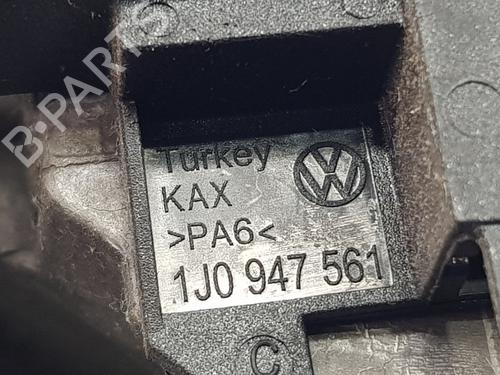 B·PARTS
Turkey
KAX
>PA6<
1J0 947 561
C